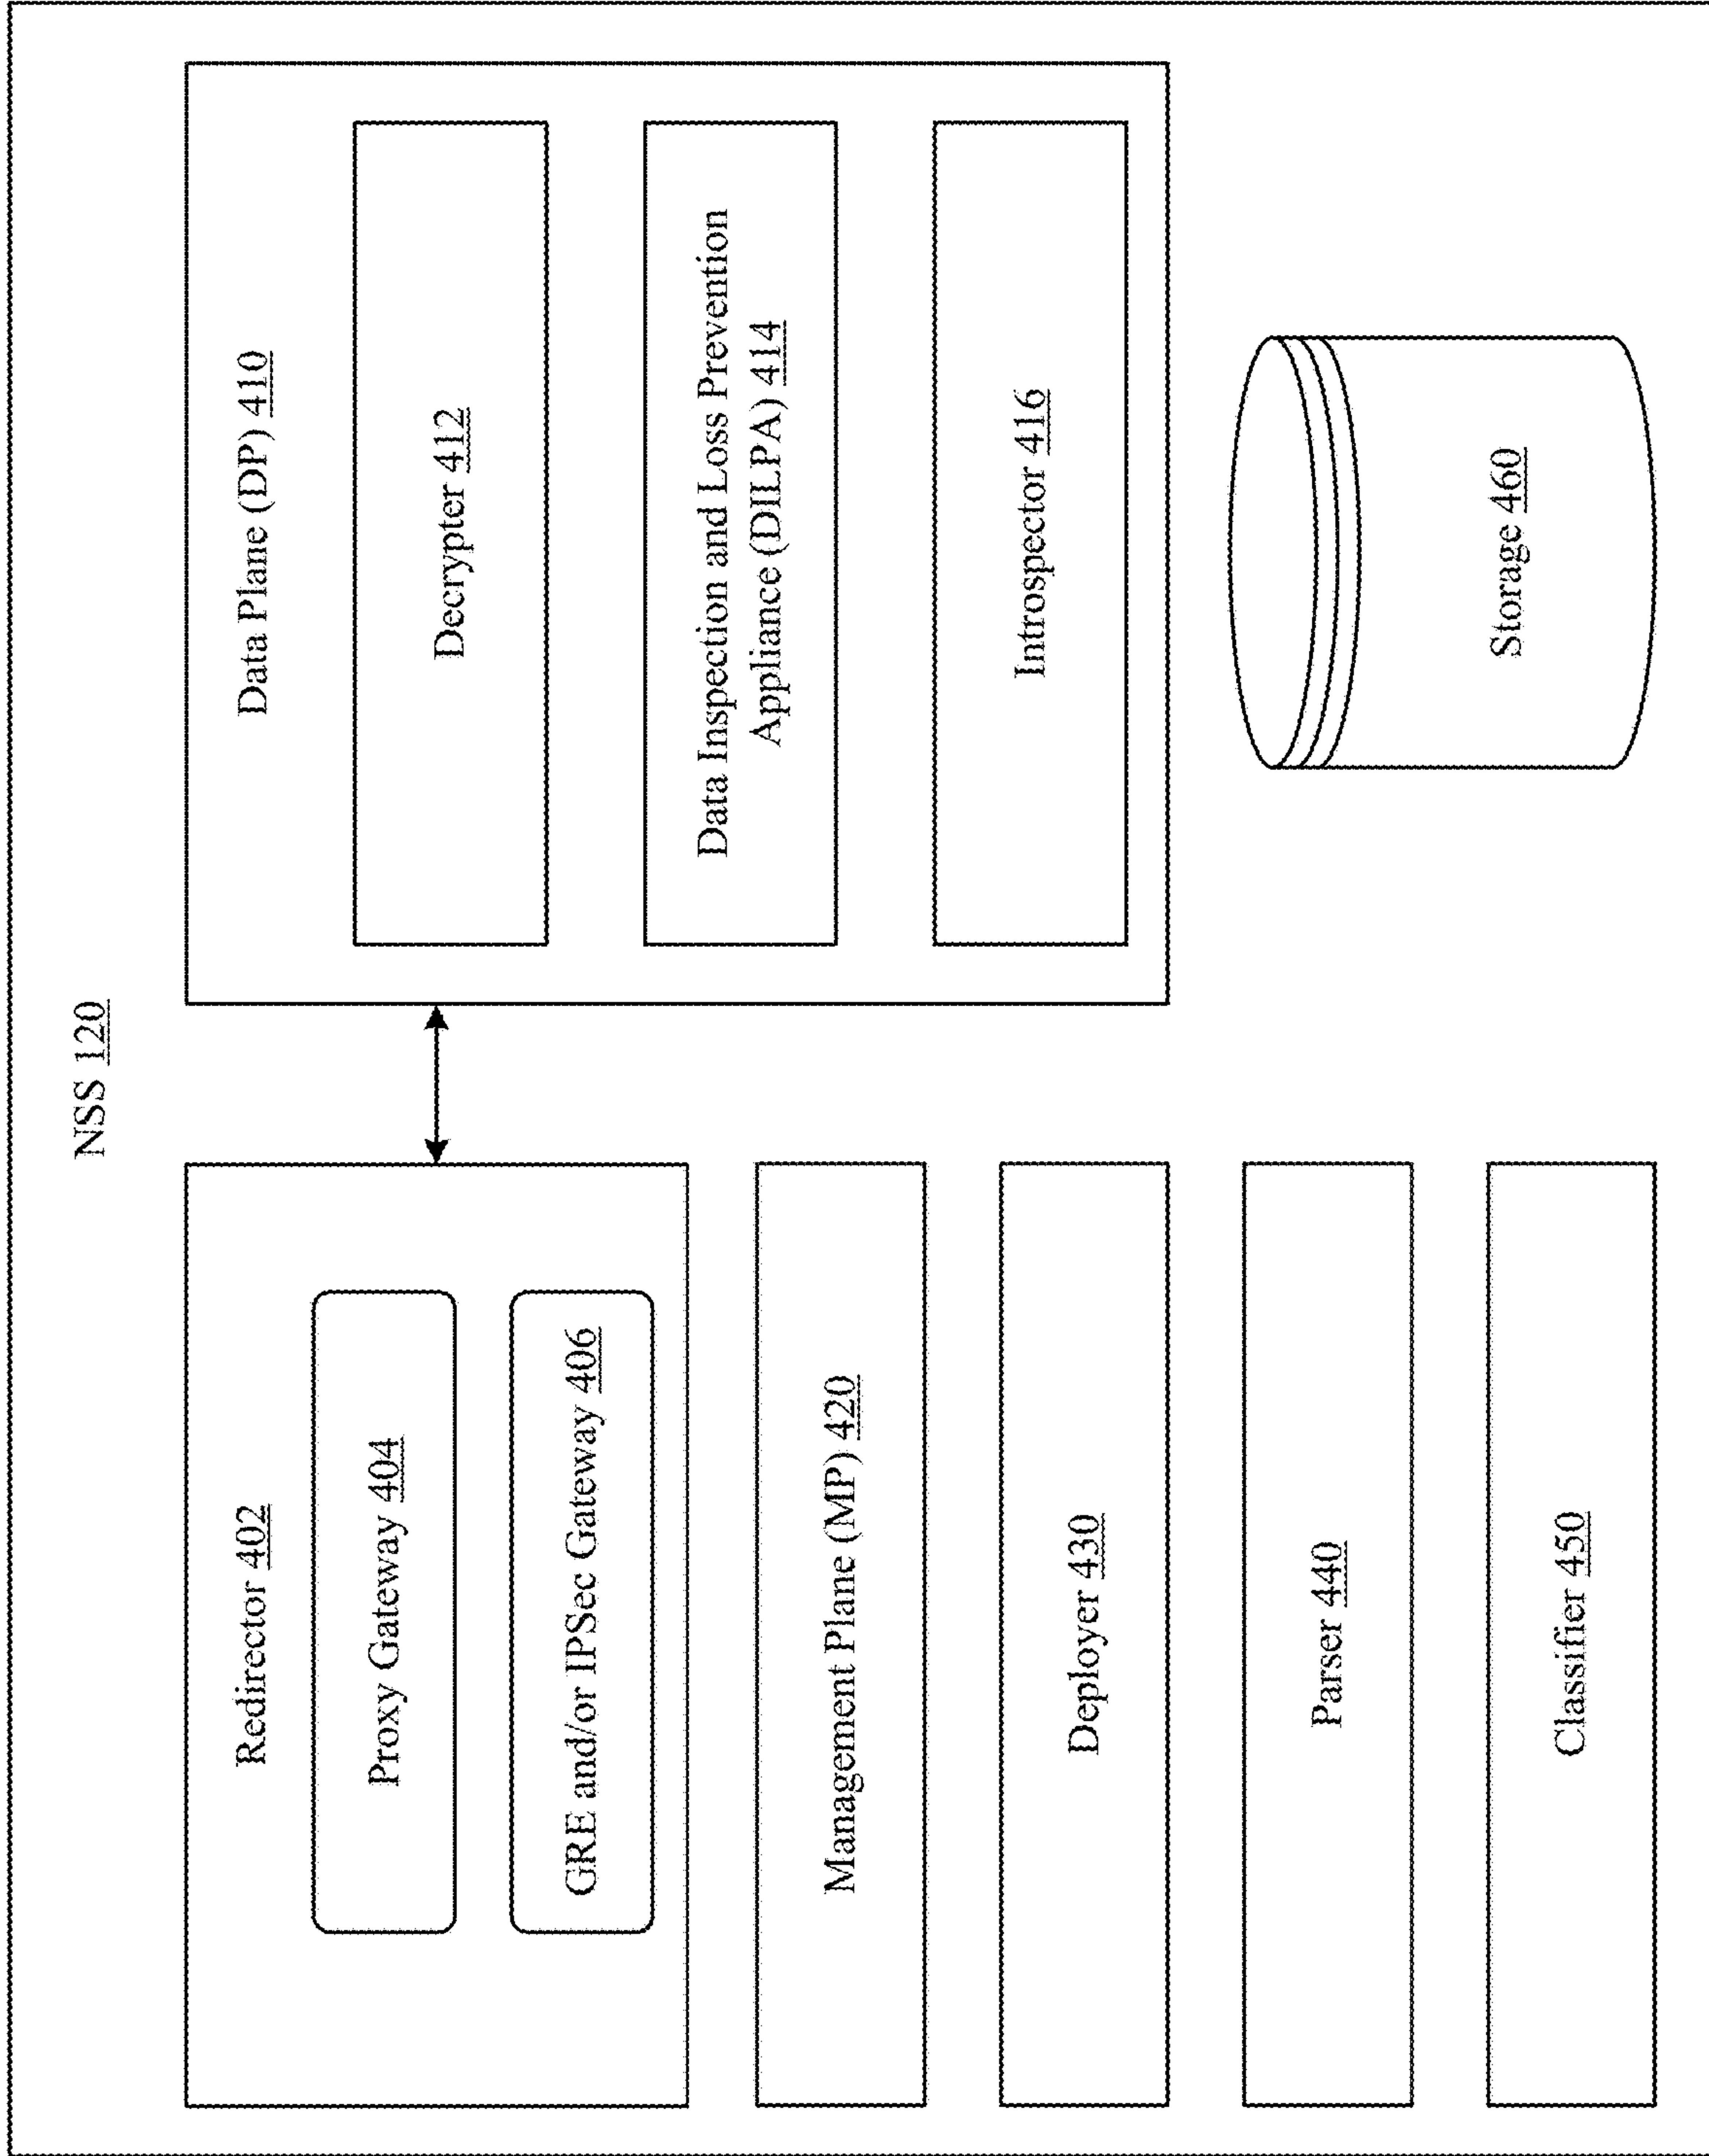 NSS 120
Redirector 402
Proxy Gateway 404
GRE and/or IPSec Gateway 406
Management Plane (MP) 420
Deployer 430
Parser 440
Classifier 450
Data Plane (DP) 410
Decrypter 412
Data Inspection and Loss Prevention
Appliance (DILPA) 414
Introspector 416
Storage 460